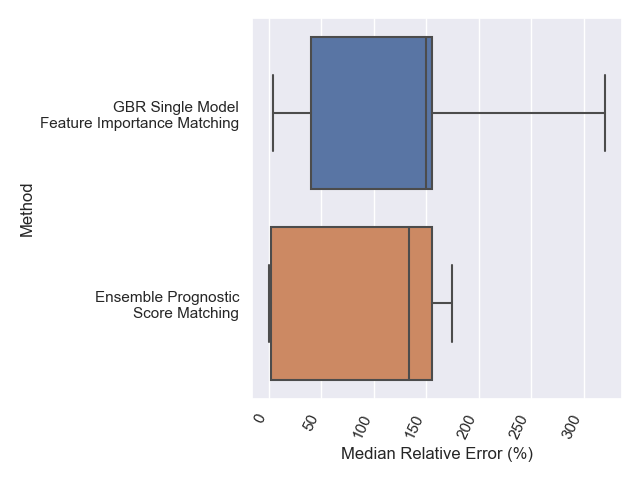 GBR Single Model
Feature Importance Matching
Method
Ensemble Prognostic
Score Matching
0
50
100
150
200
250
300
Median Relative Error (%)